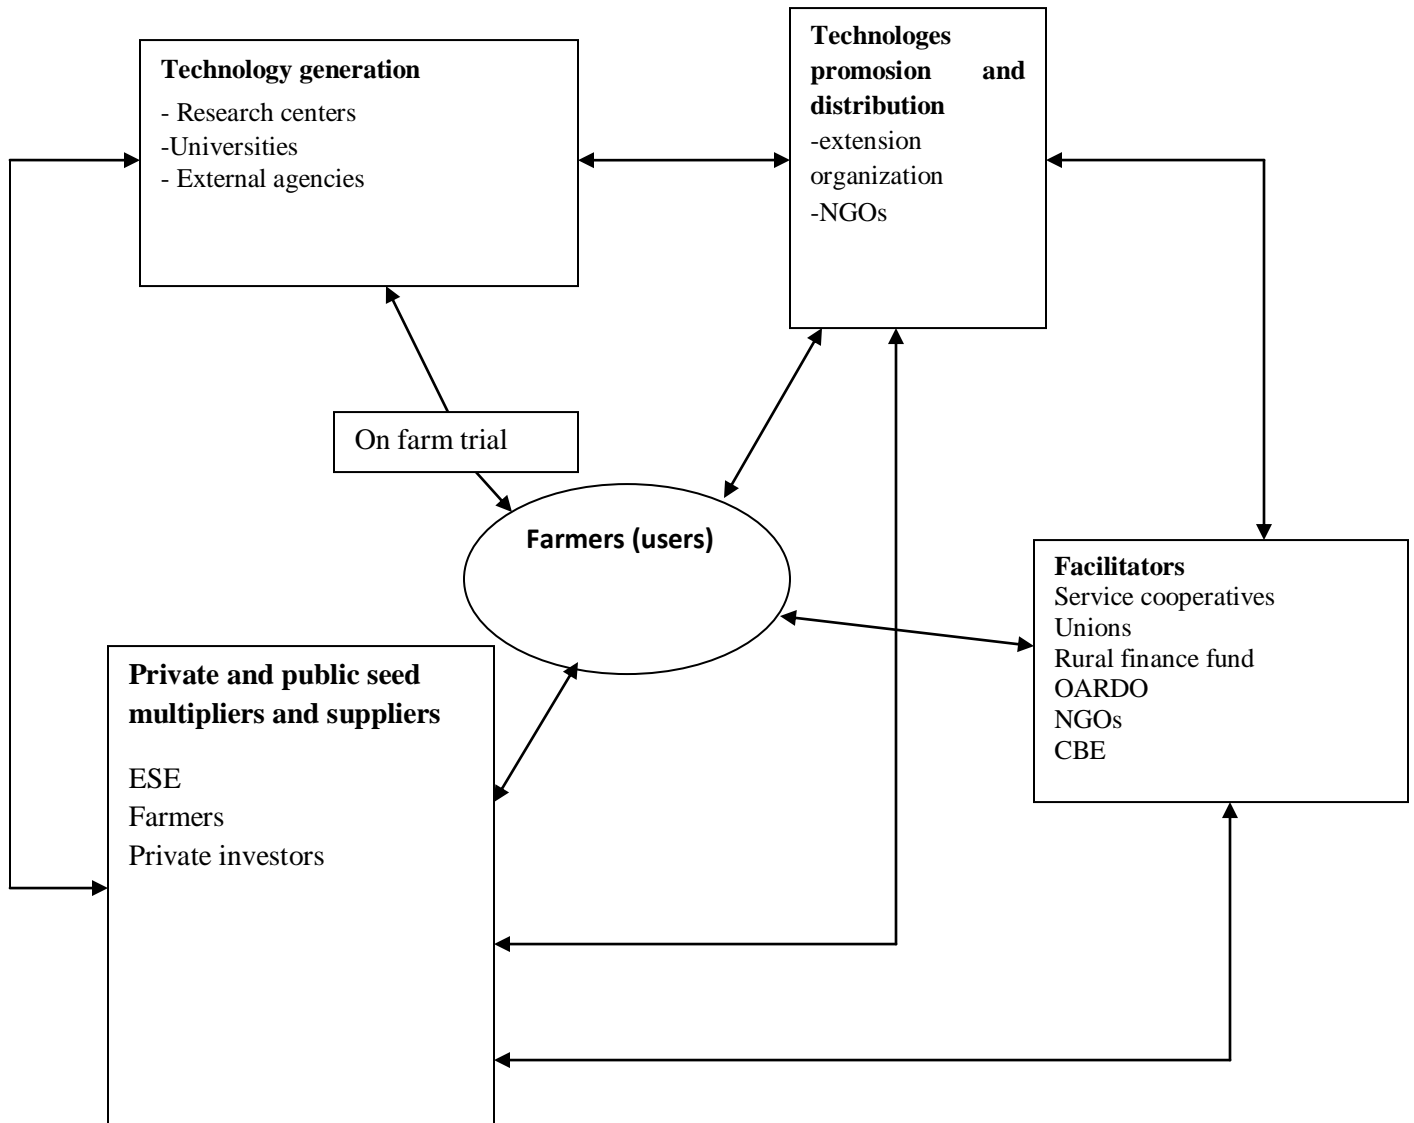 Technology generation
- Research centers
-Universities
- External agencies
Technologes
promosion and
distribution
-extension
organization
-NGOs
On farm trial
Farmers (users)
Facilitators
Service cooperatives
Unions
Rural finance fund
OARDO
NGOs
CBE
Private and public seed
multipliers and suppliers
ESE
Farmers
Private investors